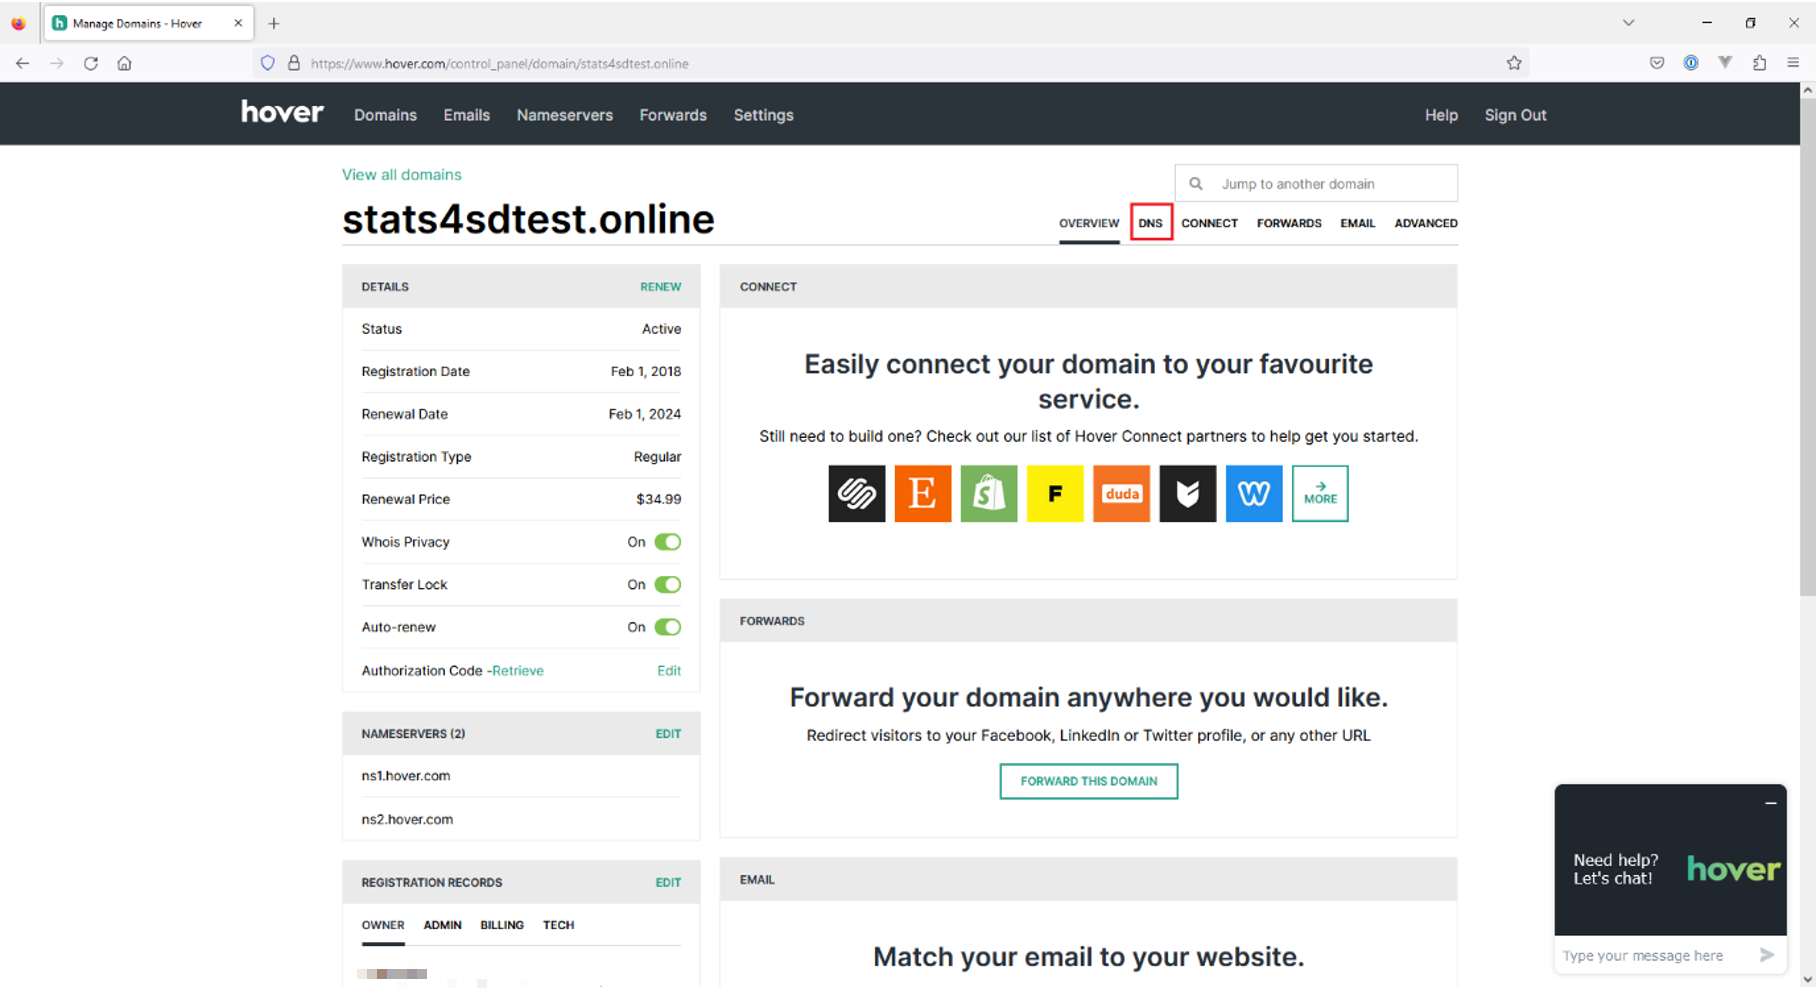 Manage Domains - Hover
https://www.hover.com/control_panel/domain/stats4sdtest.online
hover Domains Emails Nameservers Forwards Settings Help Sign Out
View all domains
Jump to another domain
stats4sdtest.online
OVERVIEW DNS CONNECT FORWARDS EMAIL ADVANCED
DETAILS RENEW
Status Active
Registration Date Feb 1, 2018
Renewal Date Feb 1, 2024
Registration Type Regular
Renewal Price $34.99
Whois Privacy On
Transfer Lock On
Auto-renew On
Authorization Code -Retrieve Edit
NAMESERVERS (2) EDIT
ns1.hover.com
ns2.hover.com
REGISTRATION RECORDS EDIT
OWNER ADMIN BILLING TECH
CONNECT
Easily connect your domain to your favourite
service.
Still need to build one? Check out our list of Hover Connect partners to help get you started.
E S F duda W MORE
FORWARDS
Forward your domain anywhere you would like.
Redirect visitors to your Facebook, LinkedIn or Twitter profile, or any other URL
FORWARD THIS DOMAIN
EMAIL
Match your email to your website.
Need help?
Let's chat!
hover
Type your message here